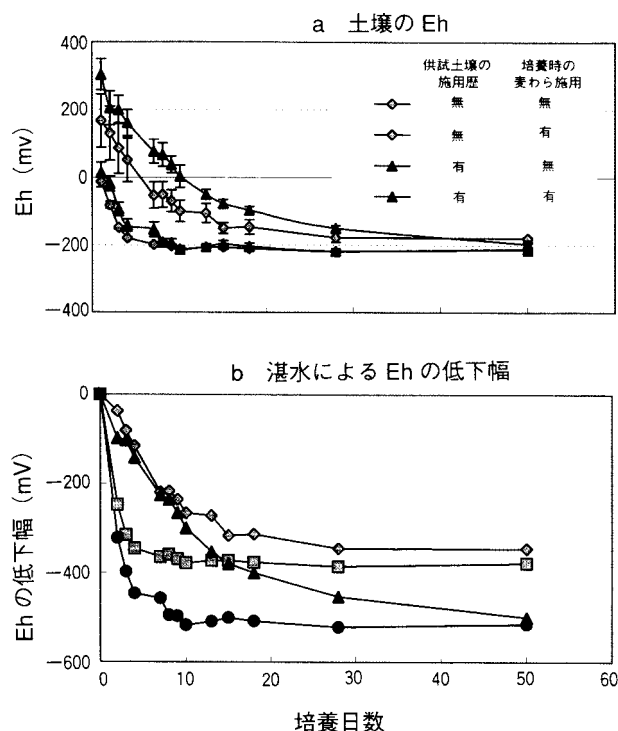 a 土壌の Eh
400
200
0
−200
−400
Eh (mv)
供試土壌の 培養時の
施用歴 麦わら施用
無 無
無 有
有 無
有 有
b 湛水による Eh の低下幅
0
−200
−400
−600
Eh の低下幅 (mV)
0 10 20 30 40 50 60
培養日数